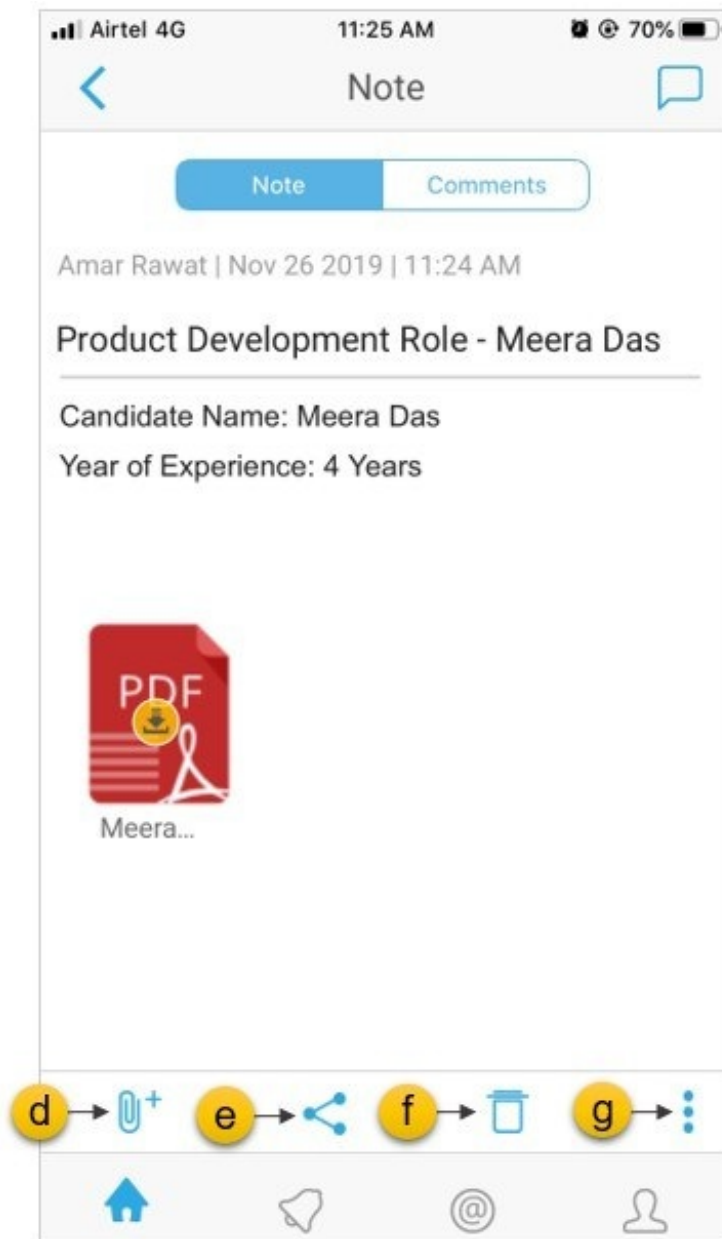 Airtel 4G 11:25 AM 70%
Note
Note Comments
Amar Rawat | Nov 26 2019 | 11:24 AM
Product Development Role - Meera Das
Candidate Name: Meera Das
Year of Experience: 4 Years
PDF
Meera...
d e f g
@